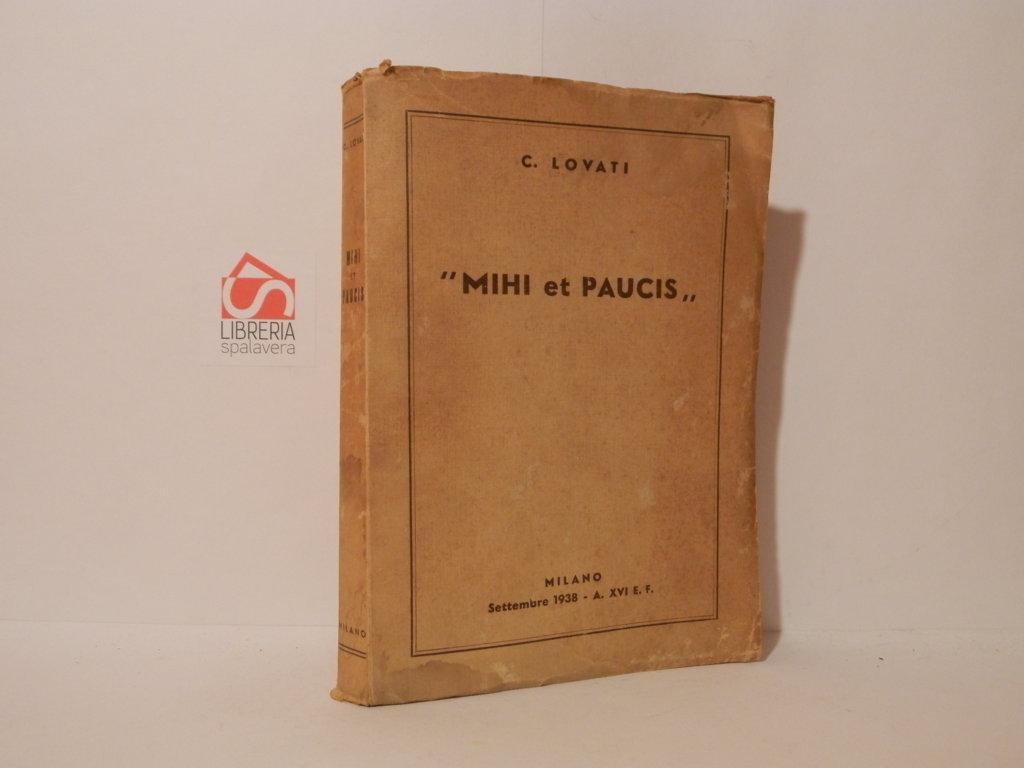 C. LOVATI
"MIHI et PAUCIS„
MILANO
Settembre 1938 - A. XVI E. F.
C. LOVATI
MIHI
ET
PAUCIS
MILANO
LIBRERIA
spalavera